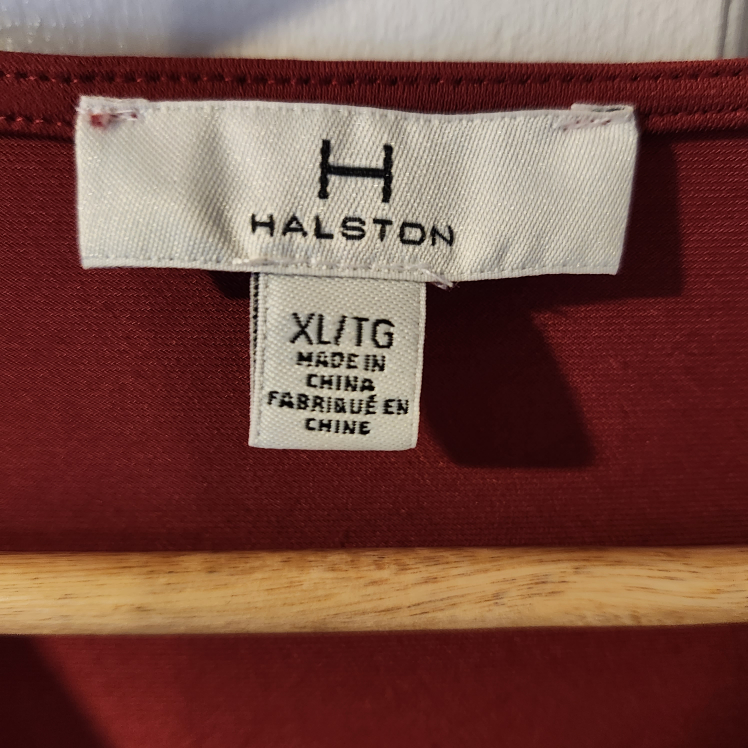 H
HALSTON
XL/TG
MADE IN
CHINA
FABRIQUÉ EN
CHINE